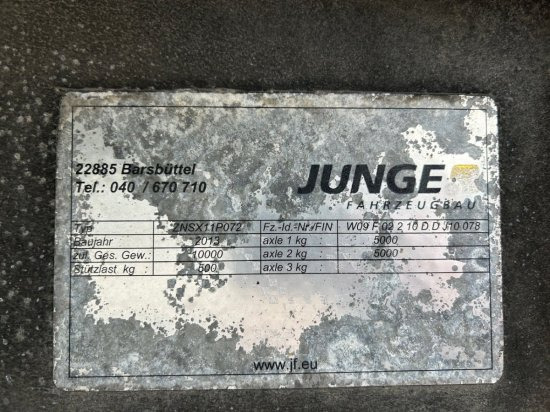 22885 Barsbüttel
Tel.: 040 / 670 710
JUNGE
FAHRZEUGBAU
Typ : ZNSX11P072 Fz.-Id.-Nr./FIN : W09 F 02 2 10 D D J10 078
Baujahr : 2013 axle 1 kg : 5000
zul. Ges. Gew.: 10000 axle 2 kg : 5000
Stützlast kg : 800 axle 3 kg :
www.jf.eu